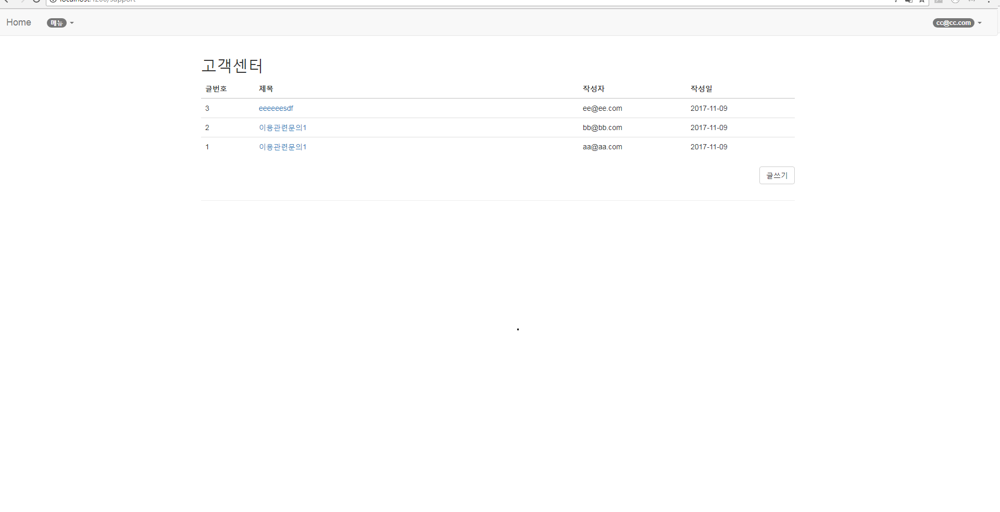 Home 메뉴 cc@cc.com
고객센터
글번호 제목 작성자 작성일
3 eeeeeesdf ee@ee.com 2017-11-09
2 이용관련문의1 bb@bb.com 2017-11-09
1 이용관련문의1 aa@aa.com 2017-11-09
글쓰기